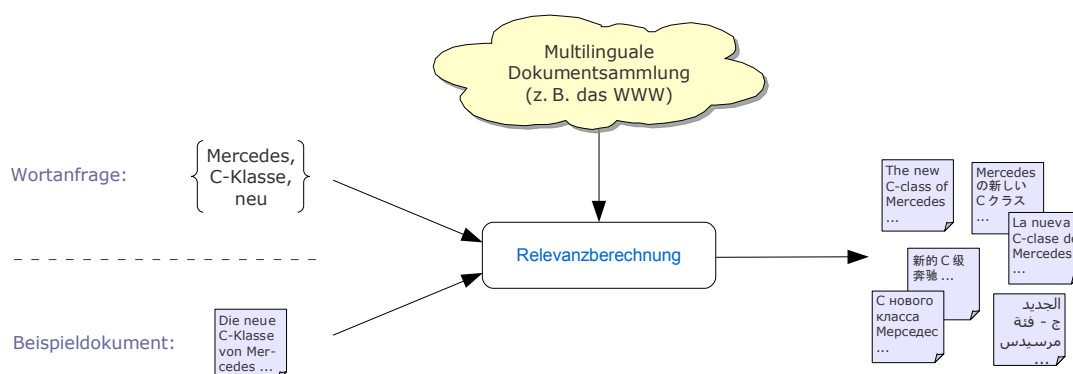 Multilinguale
Dokumentsammlung
(z. B. das WWW)
Wortanfrage:
Mercedes,
C-Klasse,
neu
Relevanzberechnung
Beispieldokument:
Die neue
C-Klasse
von Mer-
cedes ...
The new
C-class of
Mercedes
...
Mercedes
の新しい
C クラス
...
La nueva
C-clase de
Mercedes
...
新的 C 级
奔驰 ...
С нового
класса
Мерседес
...
الجديد
ج - فئة
مرسيدس
...